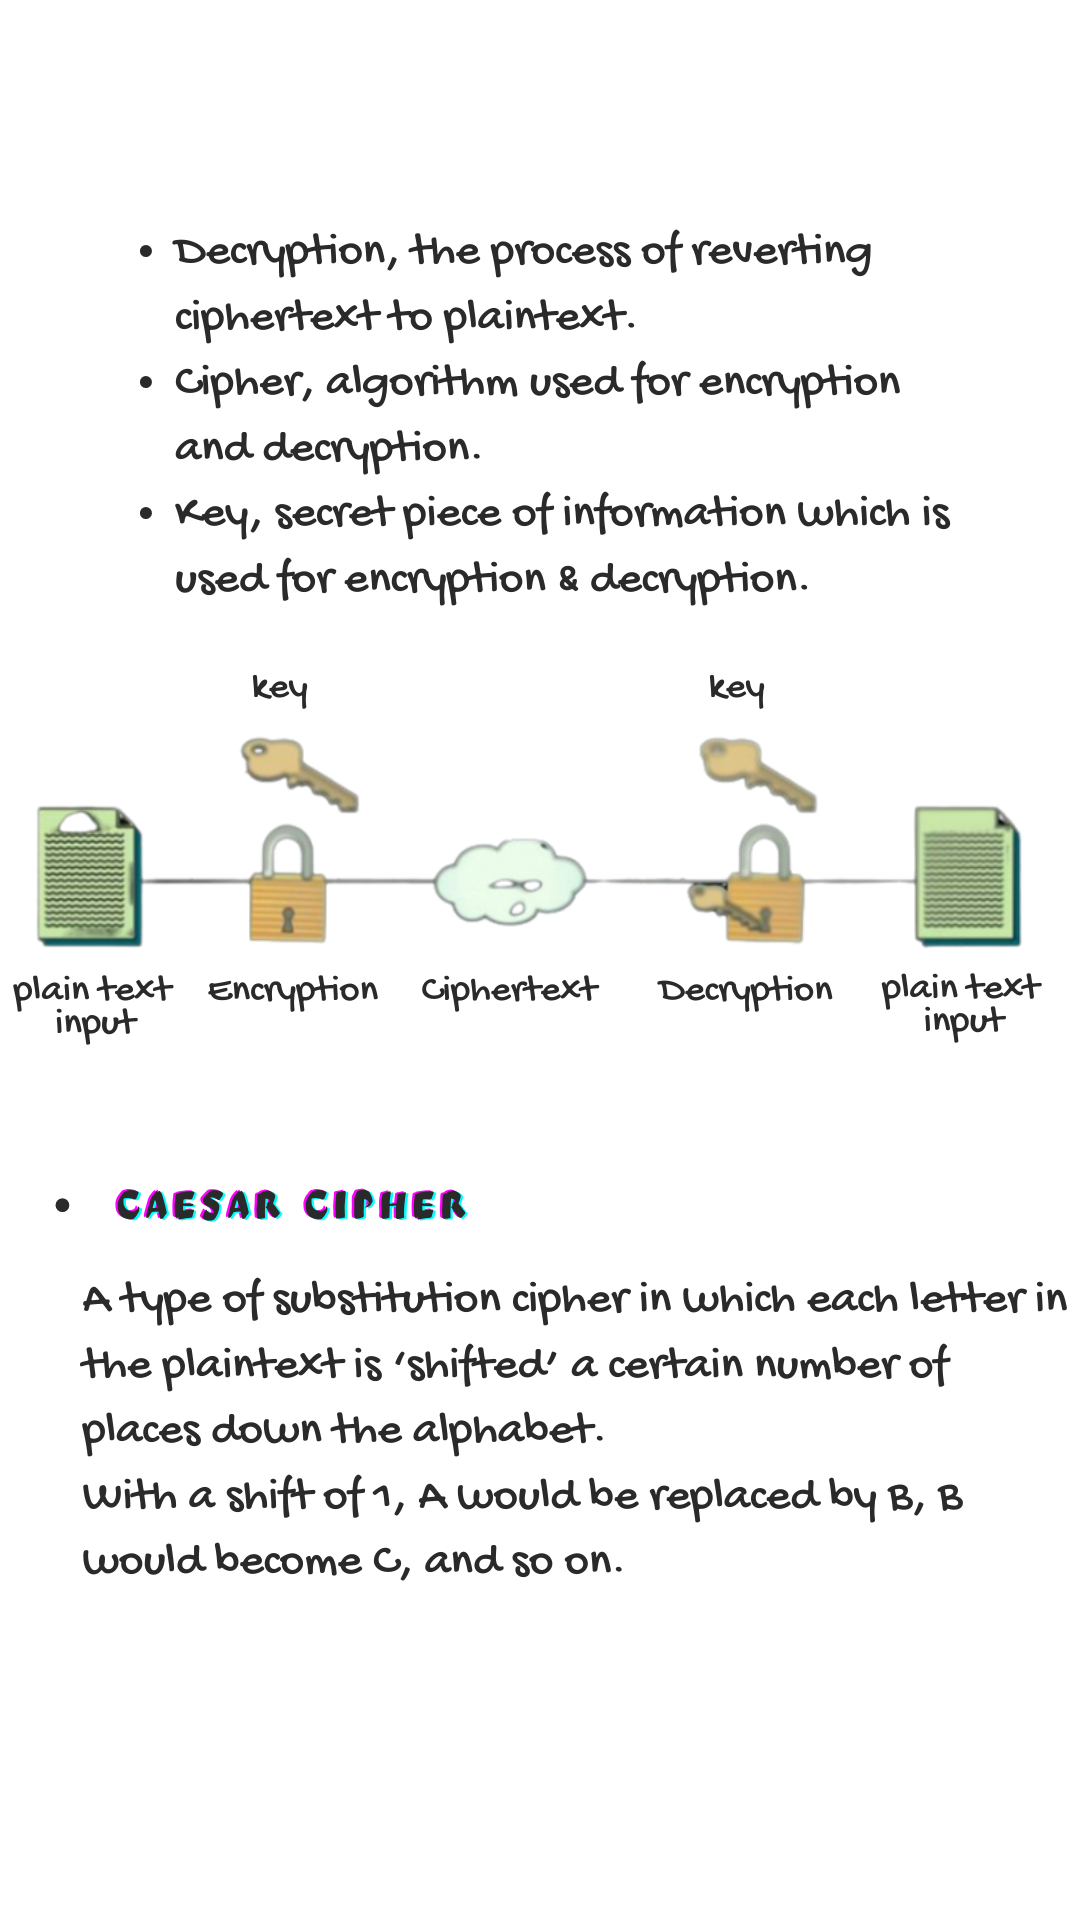 • Decryption, the process of reverting
ciphertext to plaintext.
• Cipher, algorithm used for encryption
and decryption.
• Key, secret piece of information which is
used for encryption & decryption.
key key
plain text Encryption Ciphertext Decryption plain text
input input
• CAESAR CIPHER
A type of substitution cipher in which each letter in
the plaintext is 'shifted' a certain number of
places down the alphabet.
With a shift of 1, A would be replaced by B, B
would become C, and so on.